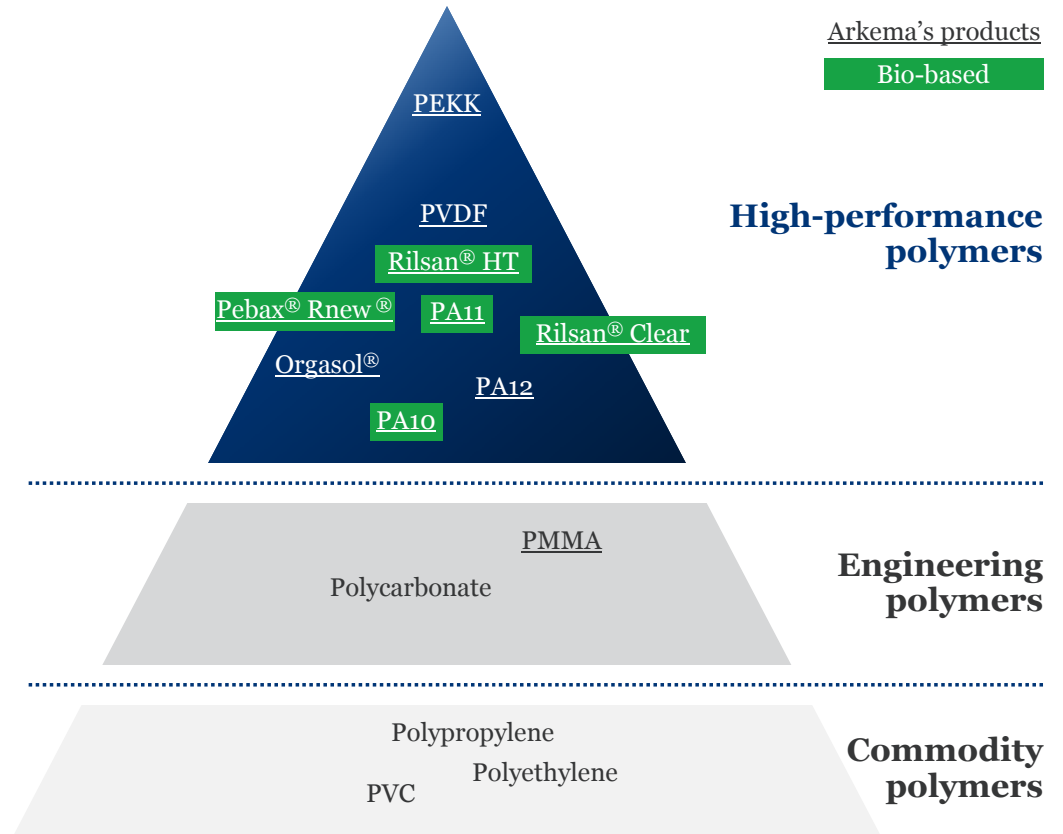 Arkema’s products
Bio-based
PEKK
PVDF
Rilsan® HT
Pebax® Rnew ®
PA11
Rilsan® Clear
Orgasol®
PA12
PA10
High-performance
polymers
PMMA
Polycarbonate
Engineering
polymers
Polypropylene
Polyethylene
PVC
Commodity
polymers